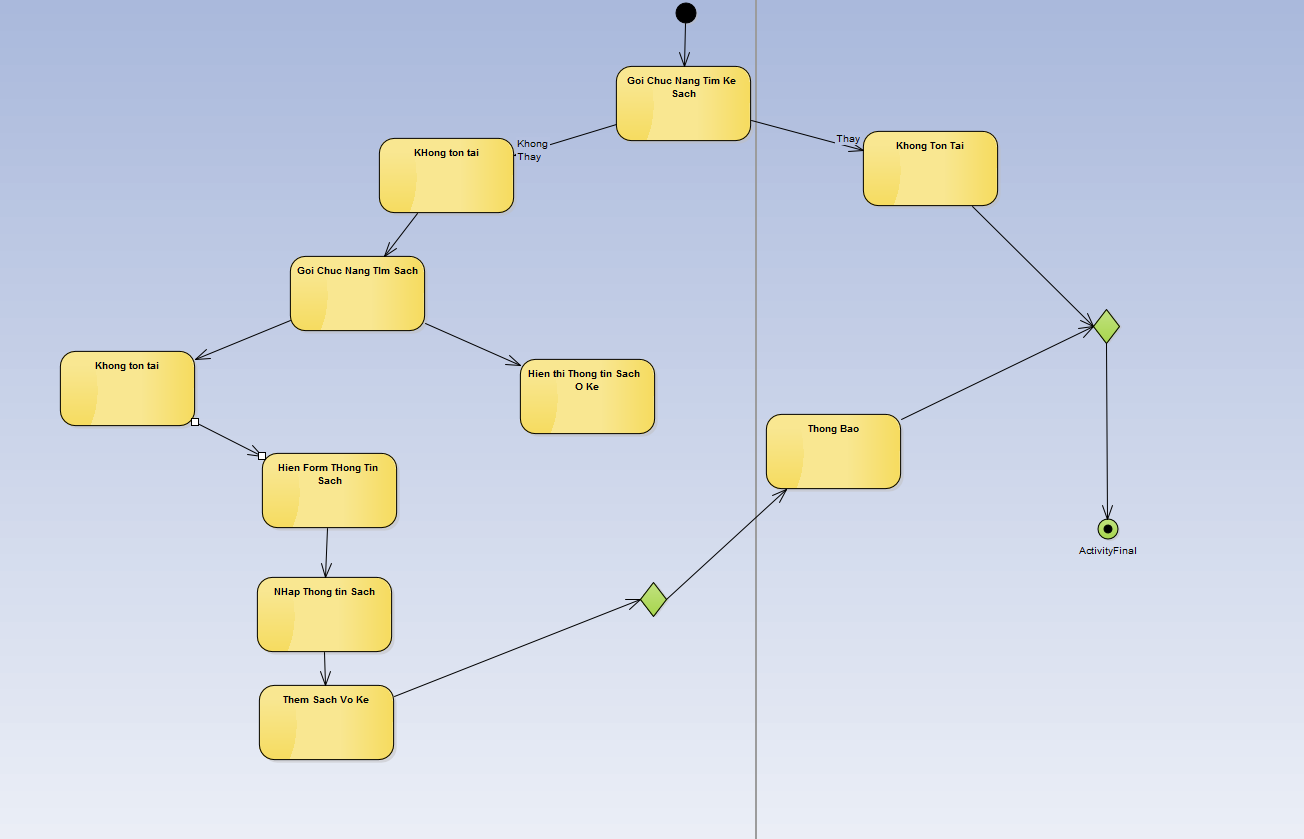 Goi Chuc Nang Tim Ke
Sach
Khong
Thay
Thay
KHong ton tai
Khong Ton Tai
Goi Chuc Nang TIm Sach
Khong ton tai
Hien thi Thong tin Sach
O Ke
Thong Bao
Hien Form THong Tin
Sach
ActivityFinal
NHap Thong tin Sach
Them Sach Vo Ke